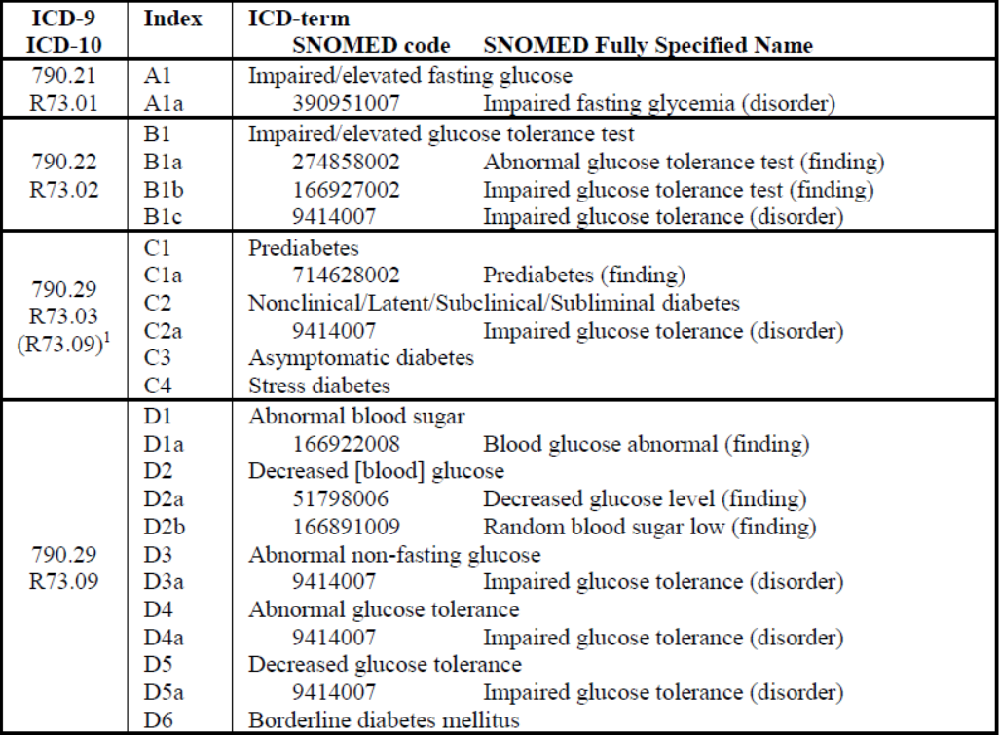 ICD-9 Index ICD-term
ICD-10 SNOMED code SNOMED Fully Specified Name
790.21 A1 Impaired/elevated fasting glucose
R73.01 A1a 390951007 Impaired fasting glycemia (disorder)
B1 Impaired/elevated glucose tolerance test
790.22 B1a 274858002 Abnormal glucose tolerance test (finding)
R73.02 B1b 166927002 Impaired glucose tolerance test (finding)
B1c 9414007 Impaired glucose tolerance (disorder)
C1 Prediabetes
C1a 714628002 Prediabetes (finding)
790.29 C2 Nonclinical/Latent/Subclinical/Subliminal diabetes
R73.03 C2a 9414007 Impaired glucose tolerance (disorder)
(R73.09)¹ C3 Asymptomatic diabetes
C4 Stress diabetes
D1 Abnormal blood sugar
D1a 166922008 Blood glucose abnormal (finding)
D2 Decreased [blood] glucose
D2a 51798006 Decreased glucose level (finding)
D2b 166891009 Random blood sugar low (finding)
790.29 D3 Abnormal non-fasting glucose
R73.09 D3a 9414007 Impaired glucose tolerance (disorder)
D4 Abnormal glucose tolerance
D4a 9414007 Impaired glucose tolerance (disorder)
D5 Decreased glucose tolerance
D5a 9414007 Impaired glucose tolerance (disorder)
D6 Borderline diabetes mellitus